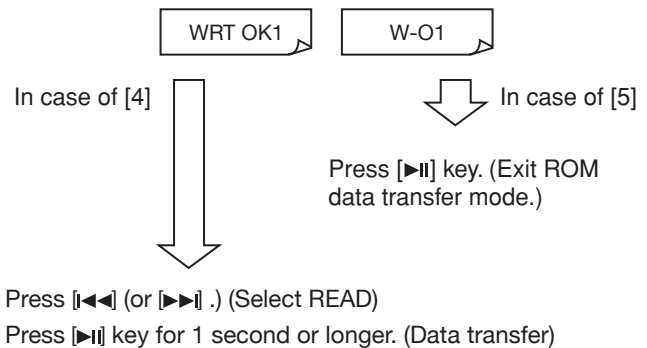 WRT OK1 W-O1
In case of [4] In case of [5]
Press [▶II] key. (Exit ROM
data transfer mode.)
Press [I◀◀] (or [▶▶I] .) (Select READ)
Press [▶II] key for 1 second or longer. (Data transfer)